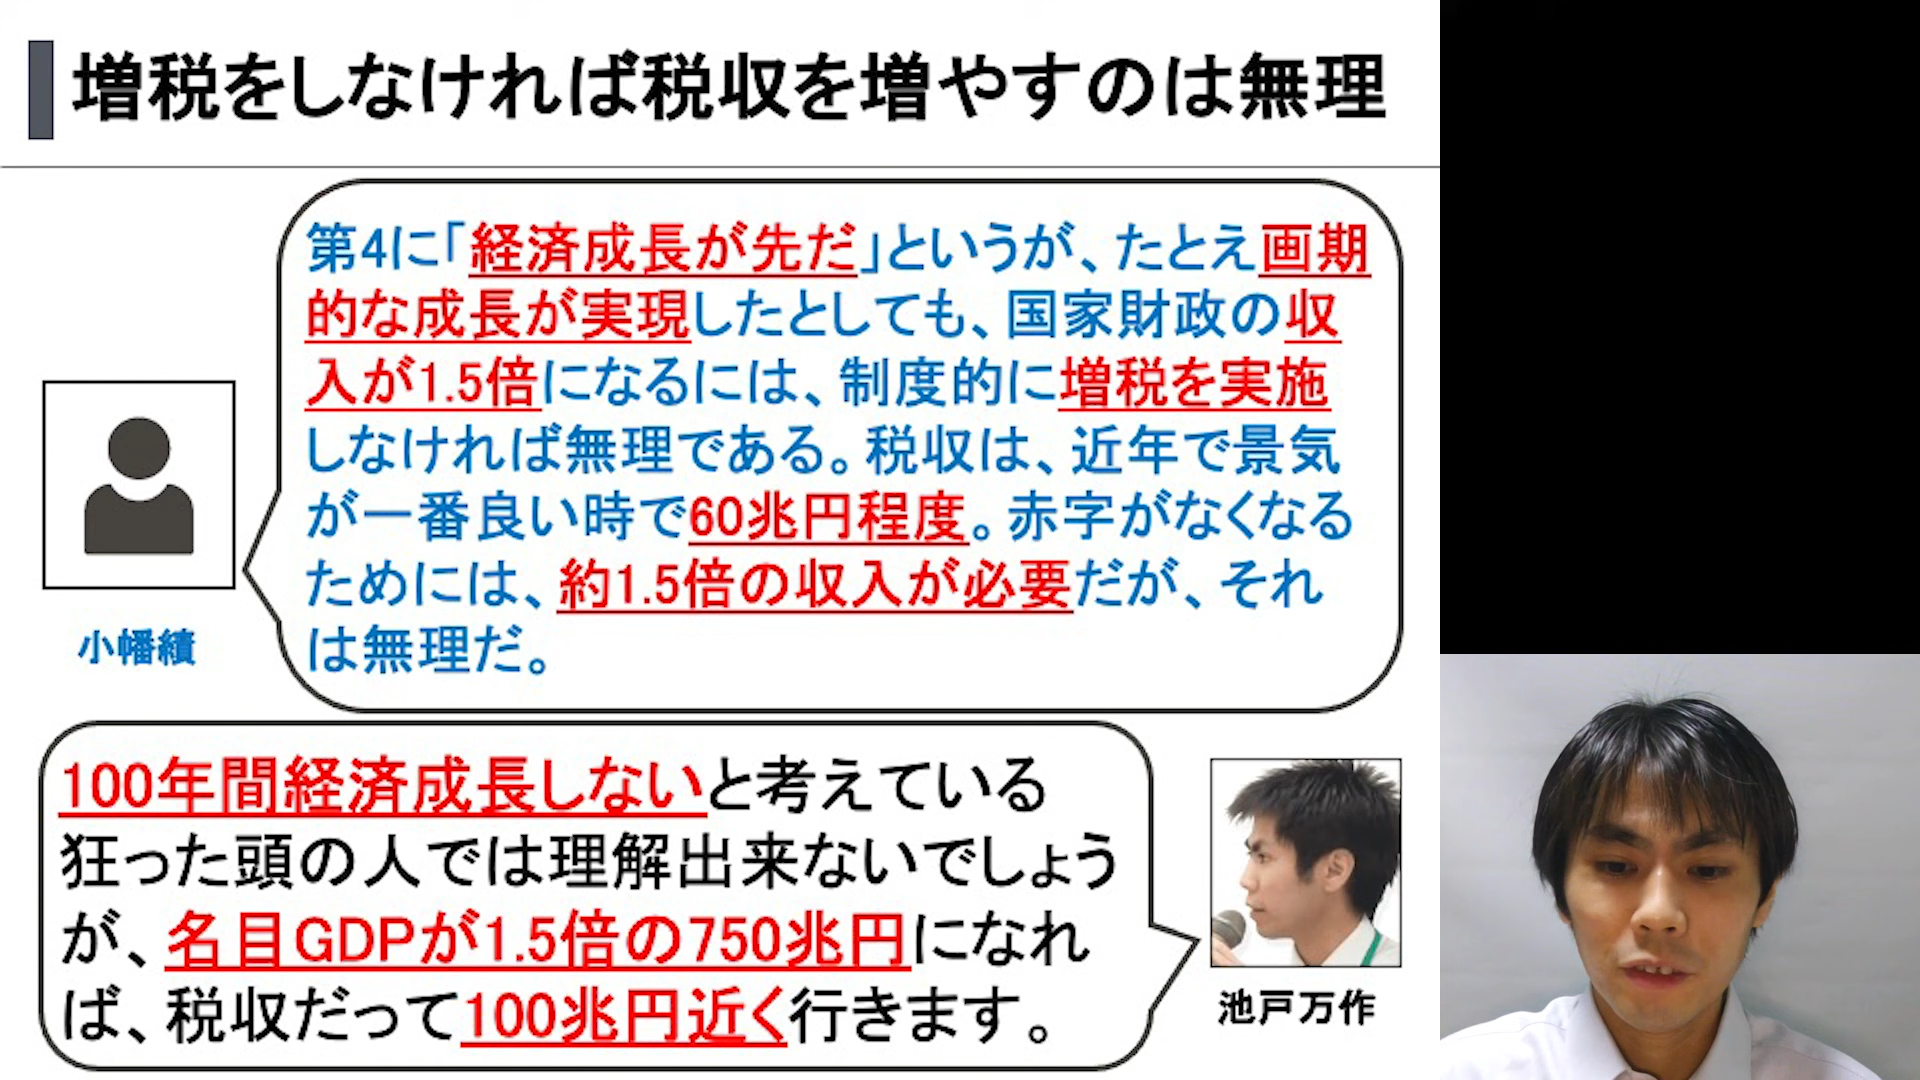 増税をしなければ税収を増やすのは無理
第4に「経済成長が先だ」というが、たとえ画期
的な成長が実現したとしても、国家財政の収
入が1.5倍になるには、制度的に増税を実施
しなければ無理である。税収は、近年で景気
が一番良い時で60兆円程度。赤字がなくなる
ためには、約1.5倍の収入が必要だが、それ
は無理だ。
小幡績
100年間経済成長しないと考えている
狂った頭の人では理解出来ないでしょう
が、名目GDPが1.5倍の750兆円になれ
ば、税収だって100兆円近く行きます。
池戸万作